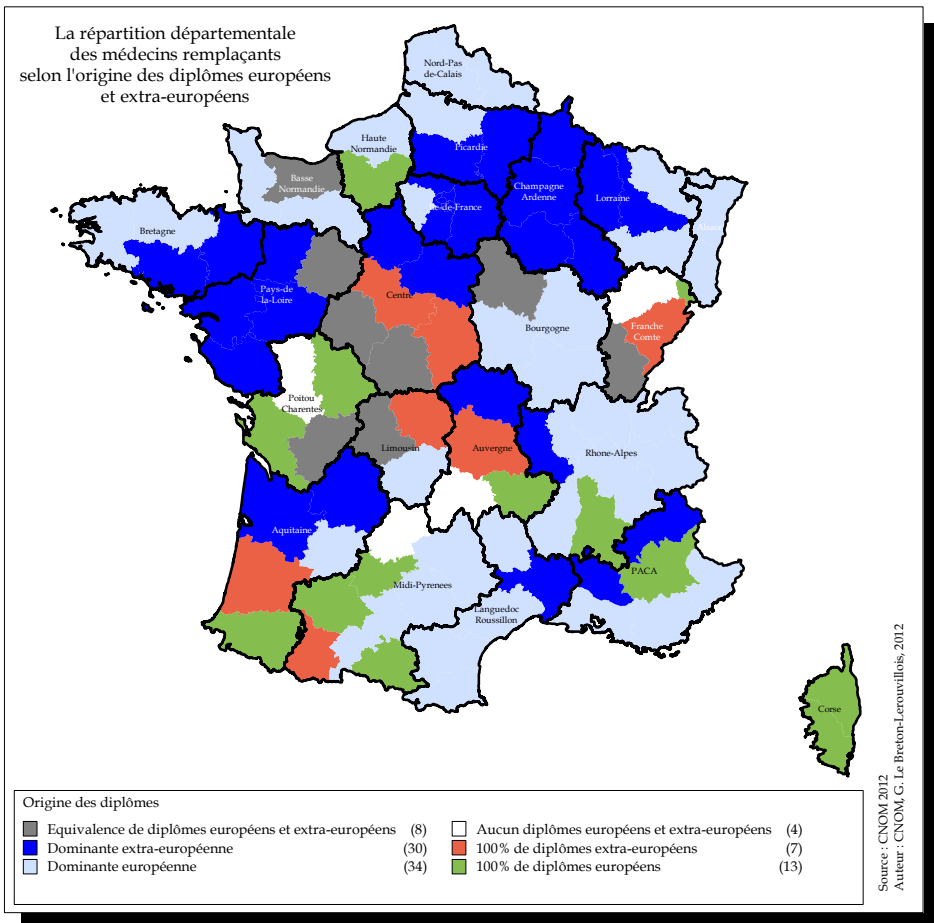 La répartition départementale
des médecins remplaçants
selon l'origine des diplômes européens
et extra-européens
Nord-Pas
de-Calais
Haute
Normandie
Picardie
Basse
Normandie
Champagne
Ardenne
Lorraine
Île-de-France
Alsace
Bretagne
Pays-de
la-Loire
Centre
Bourgogne
Franche
Comte
Poitou
Charentes
Limousin
Auvergne
Rhone-Alpes
Aquitaine
PACA
Midi-Pyrenees
Languedoc
Roussillon
Corse
Origine des diplômes
Equivalence de diplômes européens et extra-européens (8)
Dominante extra-européenne (30)
Dominante européenne (34)
Aucun diplômes européens et extra-européens (4)
100% de diplômes extra-européens (7)
100% de diplômes européens (13)
Source : CNOM 2012
Auteur : CNOM, G. Le Breton-Lerouvillois, 2012